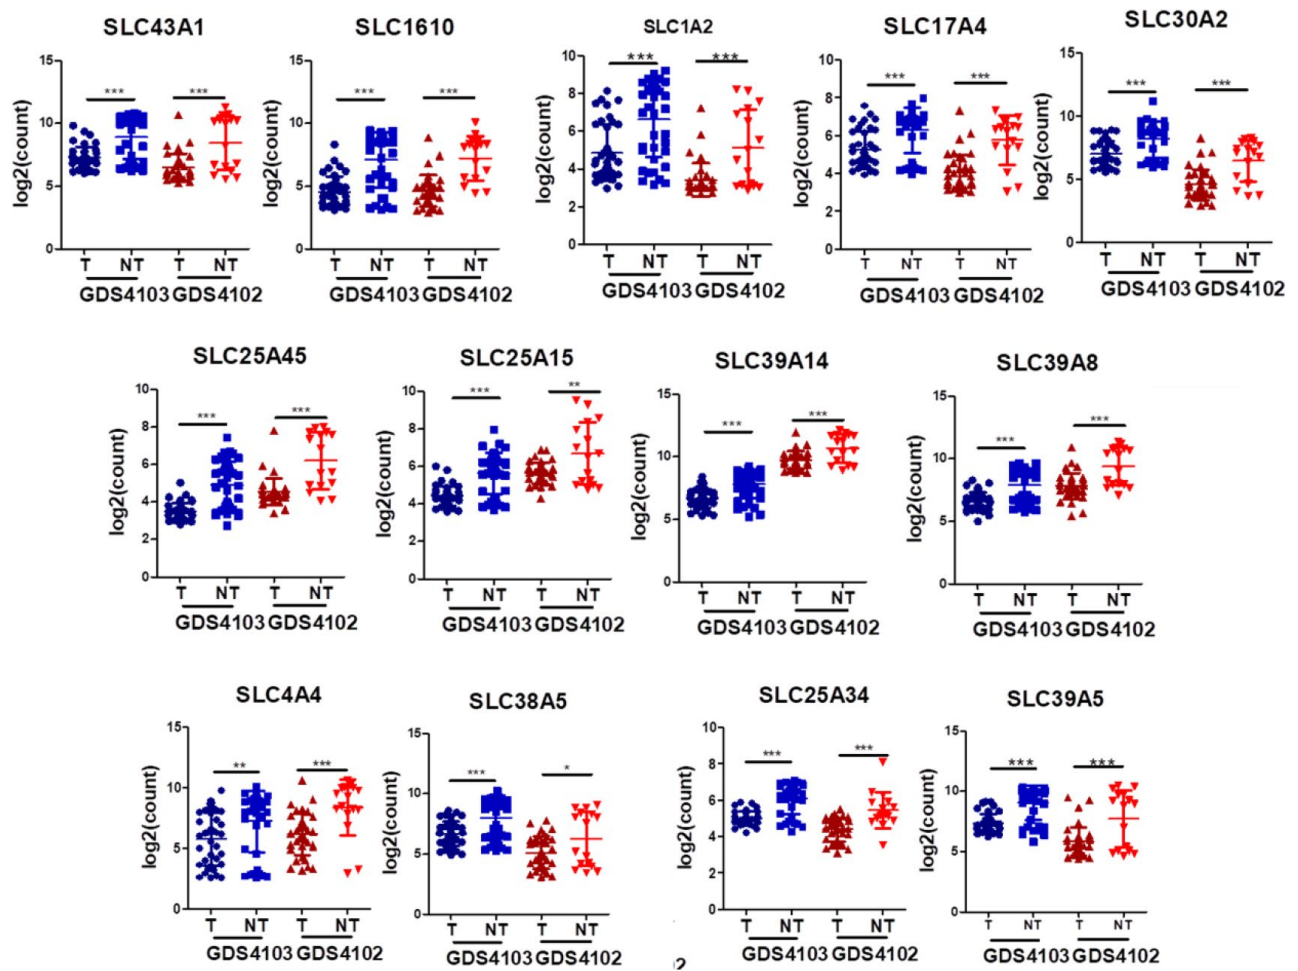 SLC43A1 SLC1610 SLC1A2 SLC17A4 SLC30A2
log2(count) 15 10 5 0 *** *** T NT T NT GDS4103 GDS4102
log2(count) 15 10 5 0 *** *** T NT T NT GDS4103 GDS4102
log2(count) 10 8 6 4 2 0 *** *** T NT T NT GDS4103 GDS4102
log2(count) 10 8 6 4 2 0 *** *** T NT T NT GDS4103 GDS4102
log2(count) 15 10 5 0 *** *** T NT T NT GDS4103 GDS4102
SLC25A45 SLC25A15 SLC39A14 SLC39A8
log2(count) 10 8 6 4 2 0 *** *** T NT T NT GDS4103 GDS4102
log2(count) 10 8 6 4 2 0 *** ** T NT T NT GDS4103 GDS4102
log2(count) 15 10 5 0 *** *** T NT T NT GDS4103 GDS4102
log2(count) 15 10 5 0 *** *** T NT T NT GDS4103 GDS4102
SLC4A4 SLC38A5 SLC25A34 SLC39A5
log2(count) 15 10 5 0 ** *** T NT T NT GDS4103 GDS4102
log2(count) 15 10 5 0 *** * T NT T NT GDS4103 GDS4102
log2(count) 10 8 6 4 2 0 *** *** T NT T NT GDS4103 GDS4102
log2(count) 15 10 5 0 *** *** T NT T NT GDS4103 GDS4102